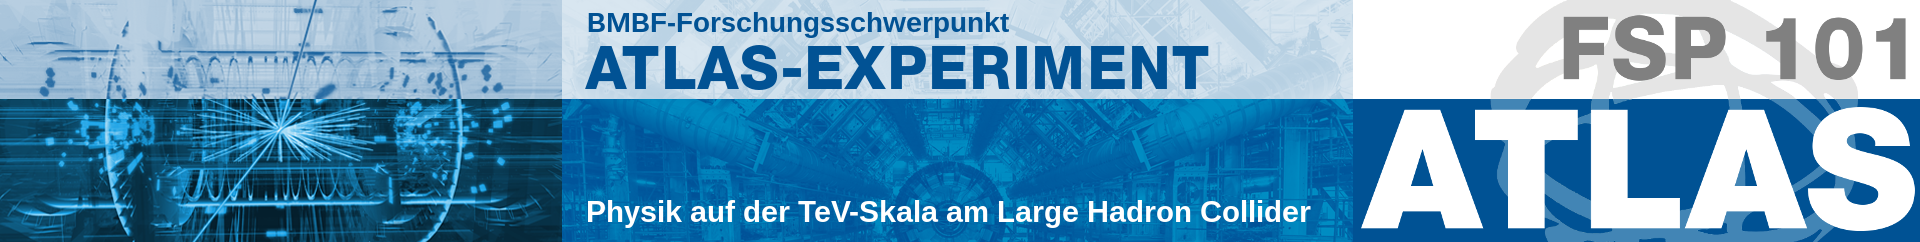 BMBF-Forschungsschwerpunkt
ATLAS-EXPERIMENT
Physik auf der TeV-Skala am Large Hadron Collider
FSP 101
ATLAS